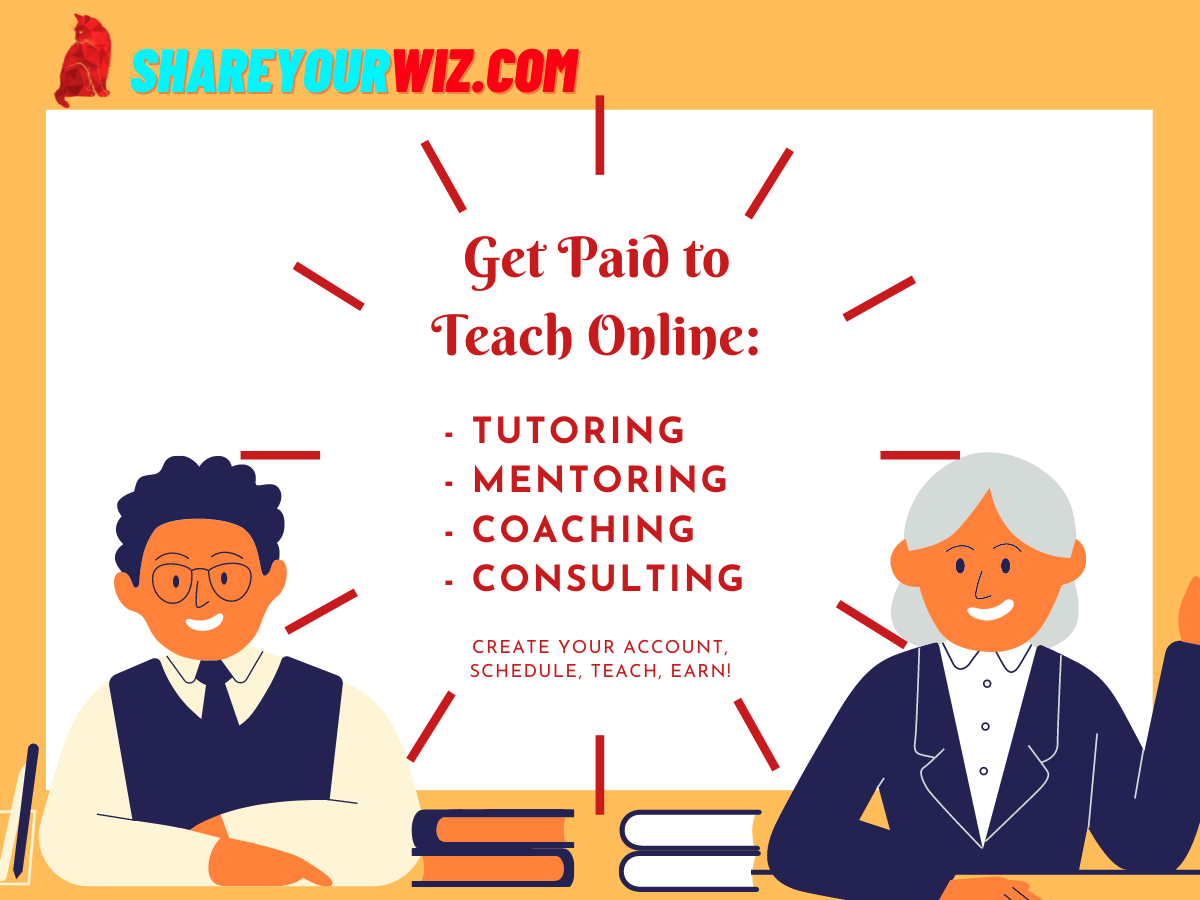 SHAREYOURWIZ.COM
Get Paid to
Teach Online:
- TUTORING
- MENTORING
- COACHING
- CONSULTING
CREATE YOUR ACCOUNT,
SCHEDULE, TEACH, EARN!